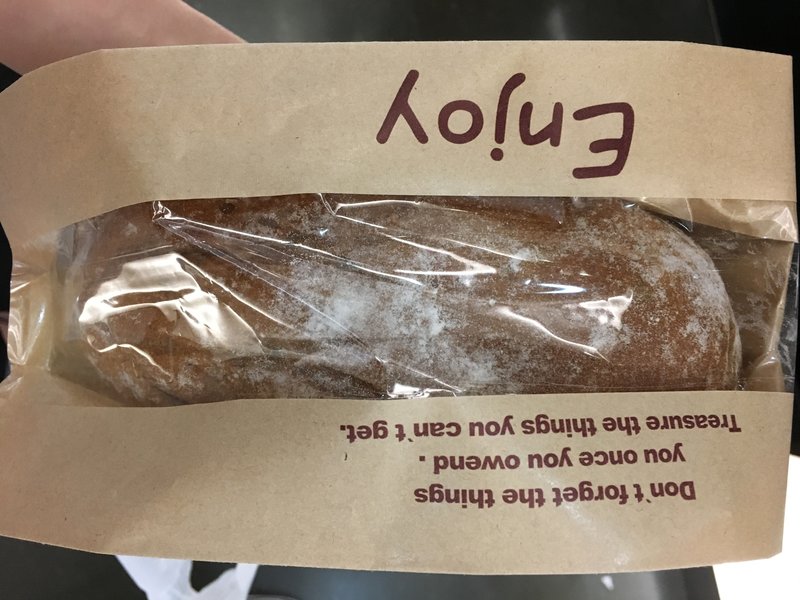 Don`t forget the things
you once you owend .
Treasure the things you can`t get.
Enjoy